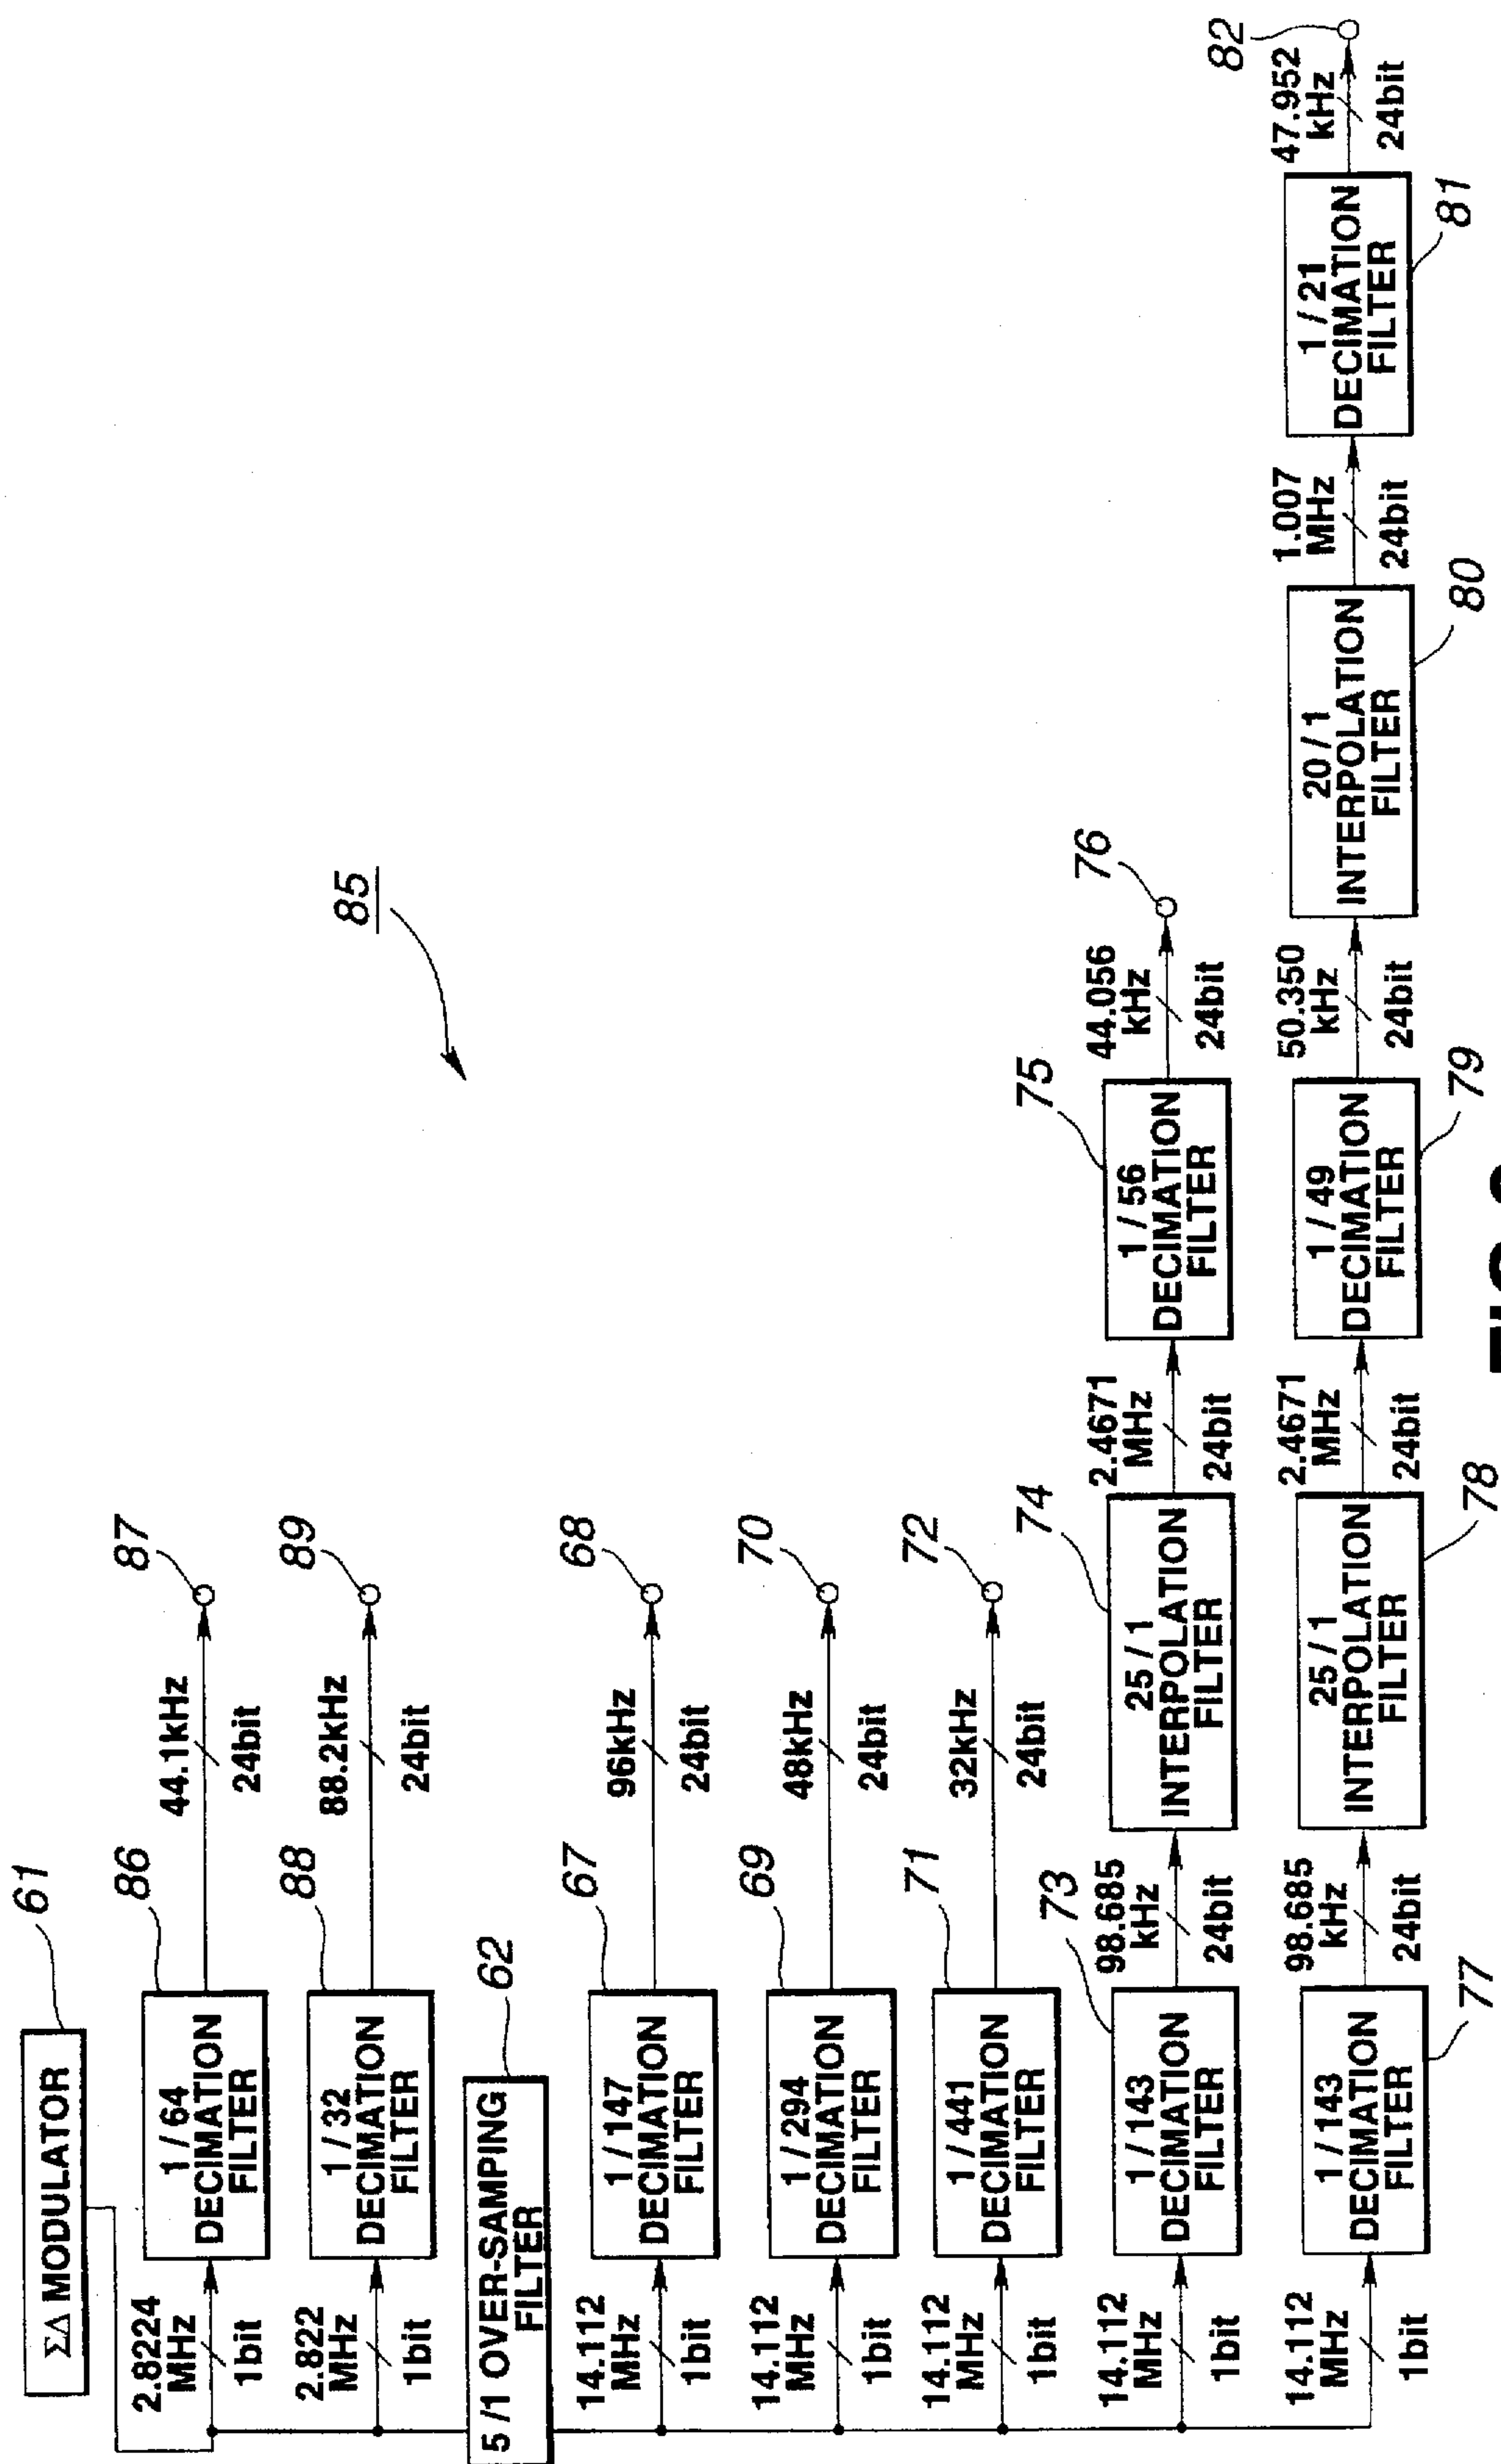 61
ΣΔ MODULATOR
2.8224
MHz
1bit
86
1 / 64
DECIMATION
FILTER
44.1kHz
24bit
87
2.822
MHz
1bit
88
1 / 32
DECIMATION
FILTER
88.2kHz
24bit
89
85
62
5 /1 OVER-SAMPING
FILTER
14.112
MHz
1bit
67
1 / 147
DECIMATION
FILTER
96kHz
24bit
68
14.112
MHz
1bit
69
1 / 294
DECIMATION
FILTER
48kHz
24bit
70
14.112
MHz
1bit
71
1 / 441
DECIMATION
FILTER
32kHz
24bit
72
14.112
MHz
1bit
73
1 / 143
DECIMATION
FILTER
98.685
kHz
24bit
74
25 / 1
INTERPOLATION
FILTER
2.4671
MHz
24bit
75
1 / 56
DECIMATION
FILTER
44.056
kHz
24bit
76
14.112
MHz
1bit
1 / 143
DECIMATION
FILTER
77
98.685
kHz
24bit
25 / 1
INTERPOLATION
FILTER
78
2.4671
MHz
24bit
1 / 49
DECIMATION
FILTER
79
50.350
kHz
24bit
20 / 1
INTERPOLATION
FILTER
80
1.007
MHz
24bit
1 / 21
DECIMATION
FILTER
81
47.952
kHz
24bit
82